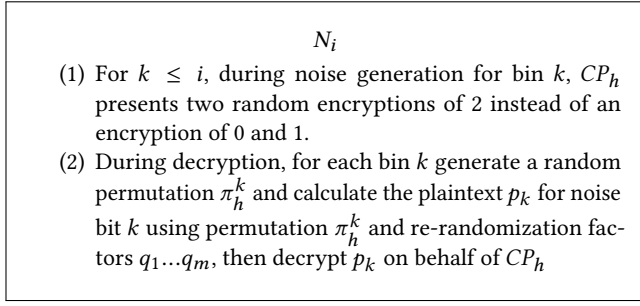 N_i
(1) For k ≤ i, during noise generation for bin k, CP_h
presents two random encryptions of 2 instead of an
encryption of 0 and 1.
(2) During decryption, for each bin k generate a random
permutation π_h^k and calculate the plaintext p_k for noise
bit k using permutation π_h^k and re-randomization fac-
tors q_1...q_m, then decrypt p_k on behalf of CP_h